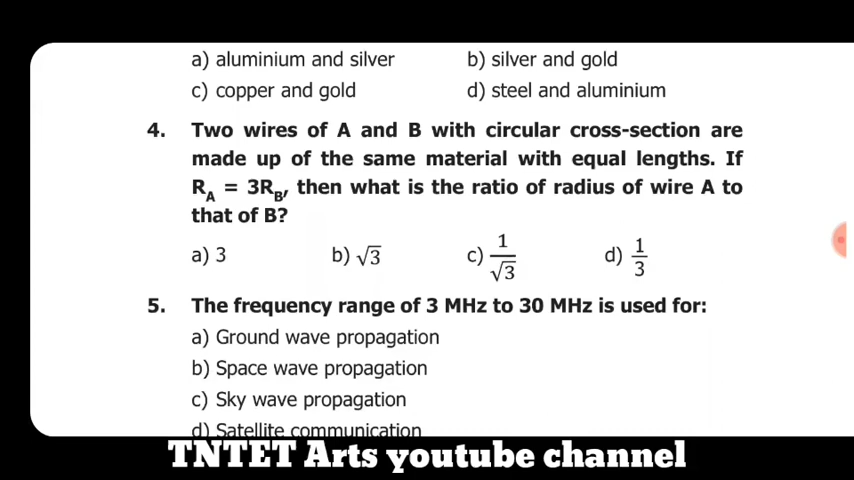 a) aluminium and silver b) silver and gold
c) copper and gold d) steel and aluminium
4. Two wires of A and B with circular cross-section are
made up of the same material with equal lengths. If
R_A = 3R_B, then what is the ratio of radius of wire A to
that of B?
a) 3 b) √3 c) 1/√3 d) 1/3
5. The frequency range of 3 MHz to 30 MHz is used for:
a) Ground wave propagation
b) Space wave propagation
c) Sky wave propagation
d) Satellite communication
TNTET Arts youtube channel